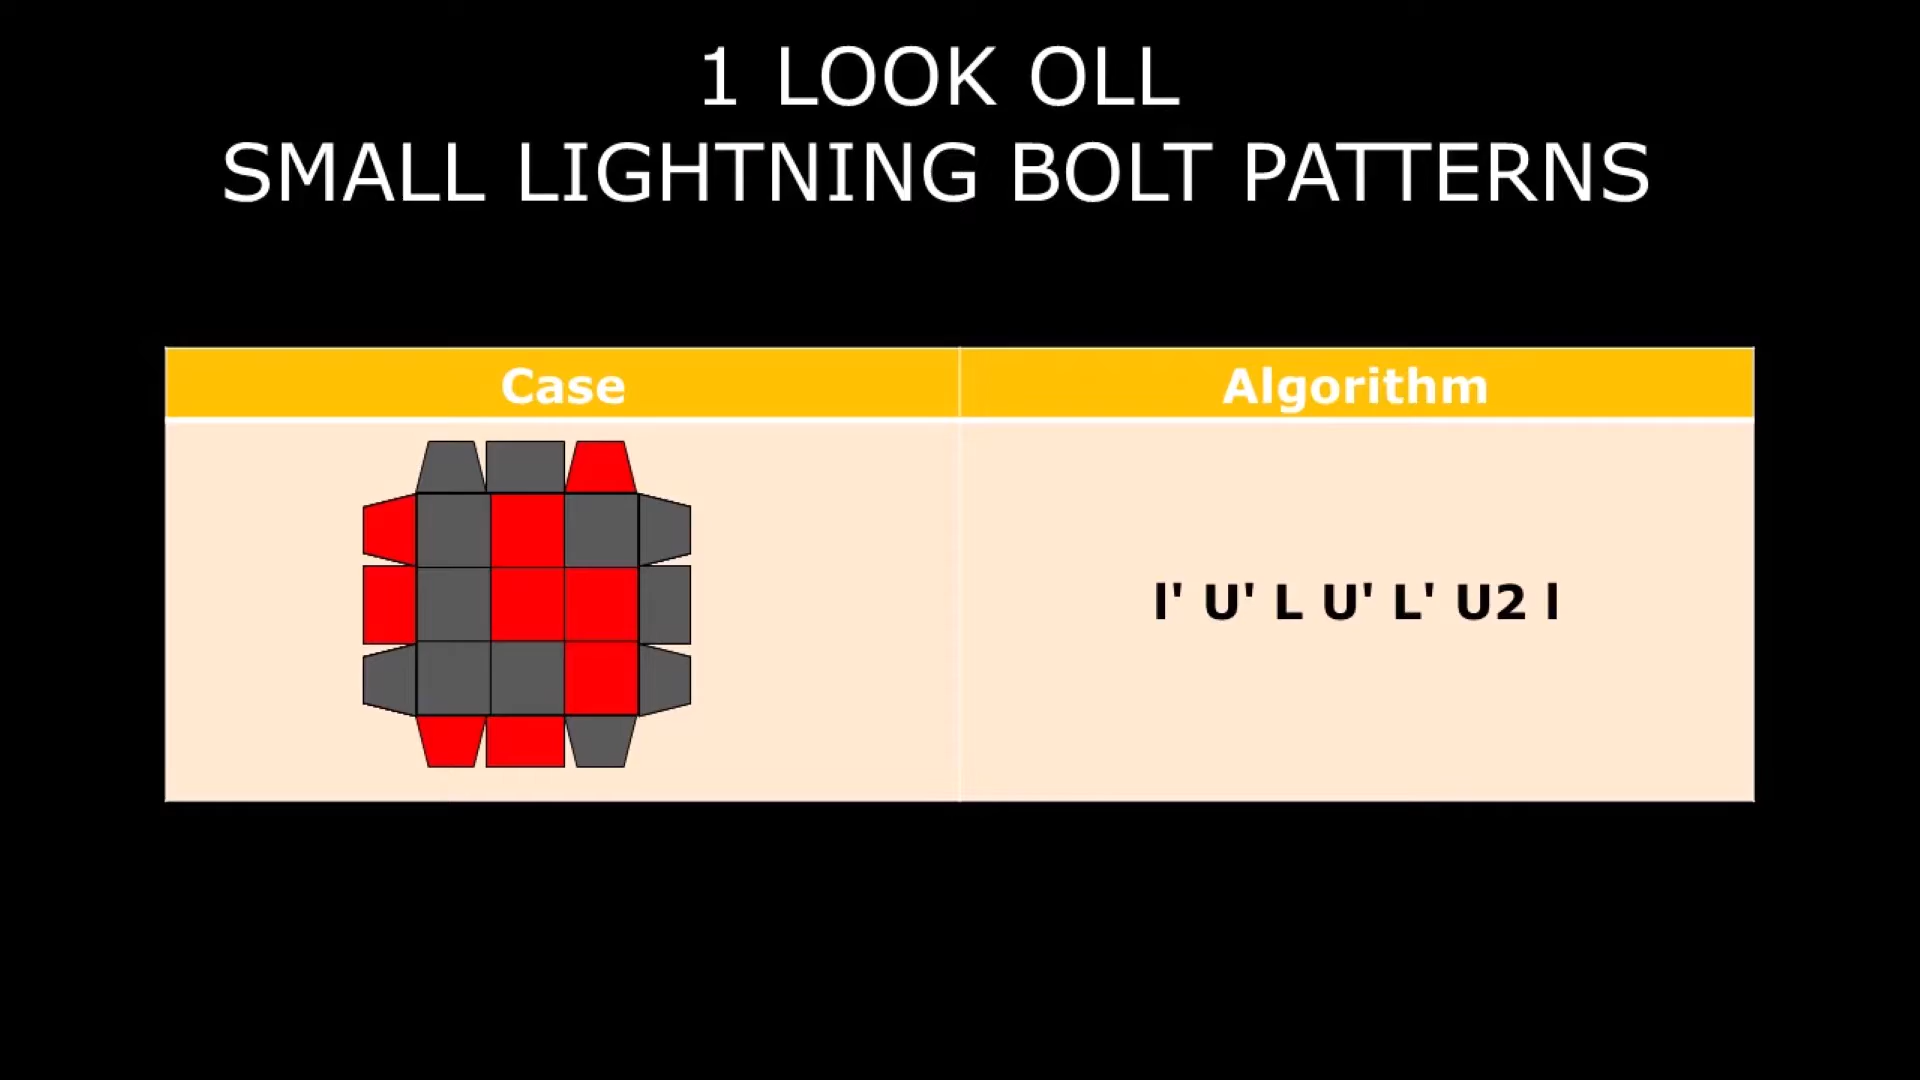 1 LOOK OLL
SMALL LIGHTNING BOLT PATTERNS
Case
Algorithm
l' U' L U' L' U2 l